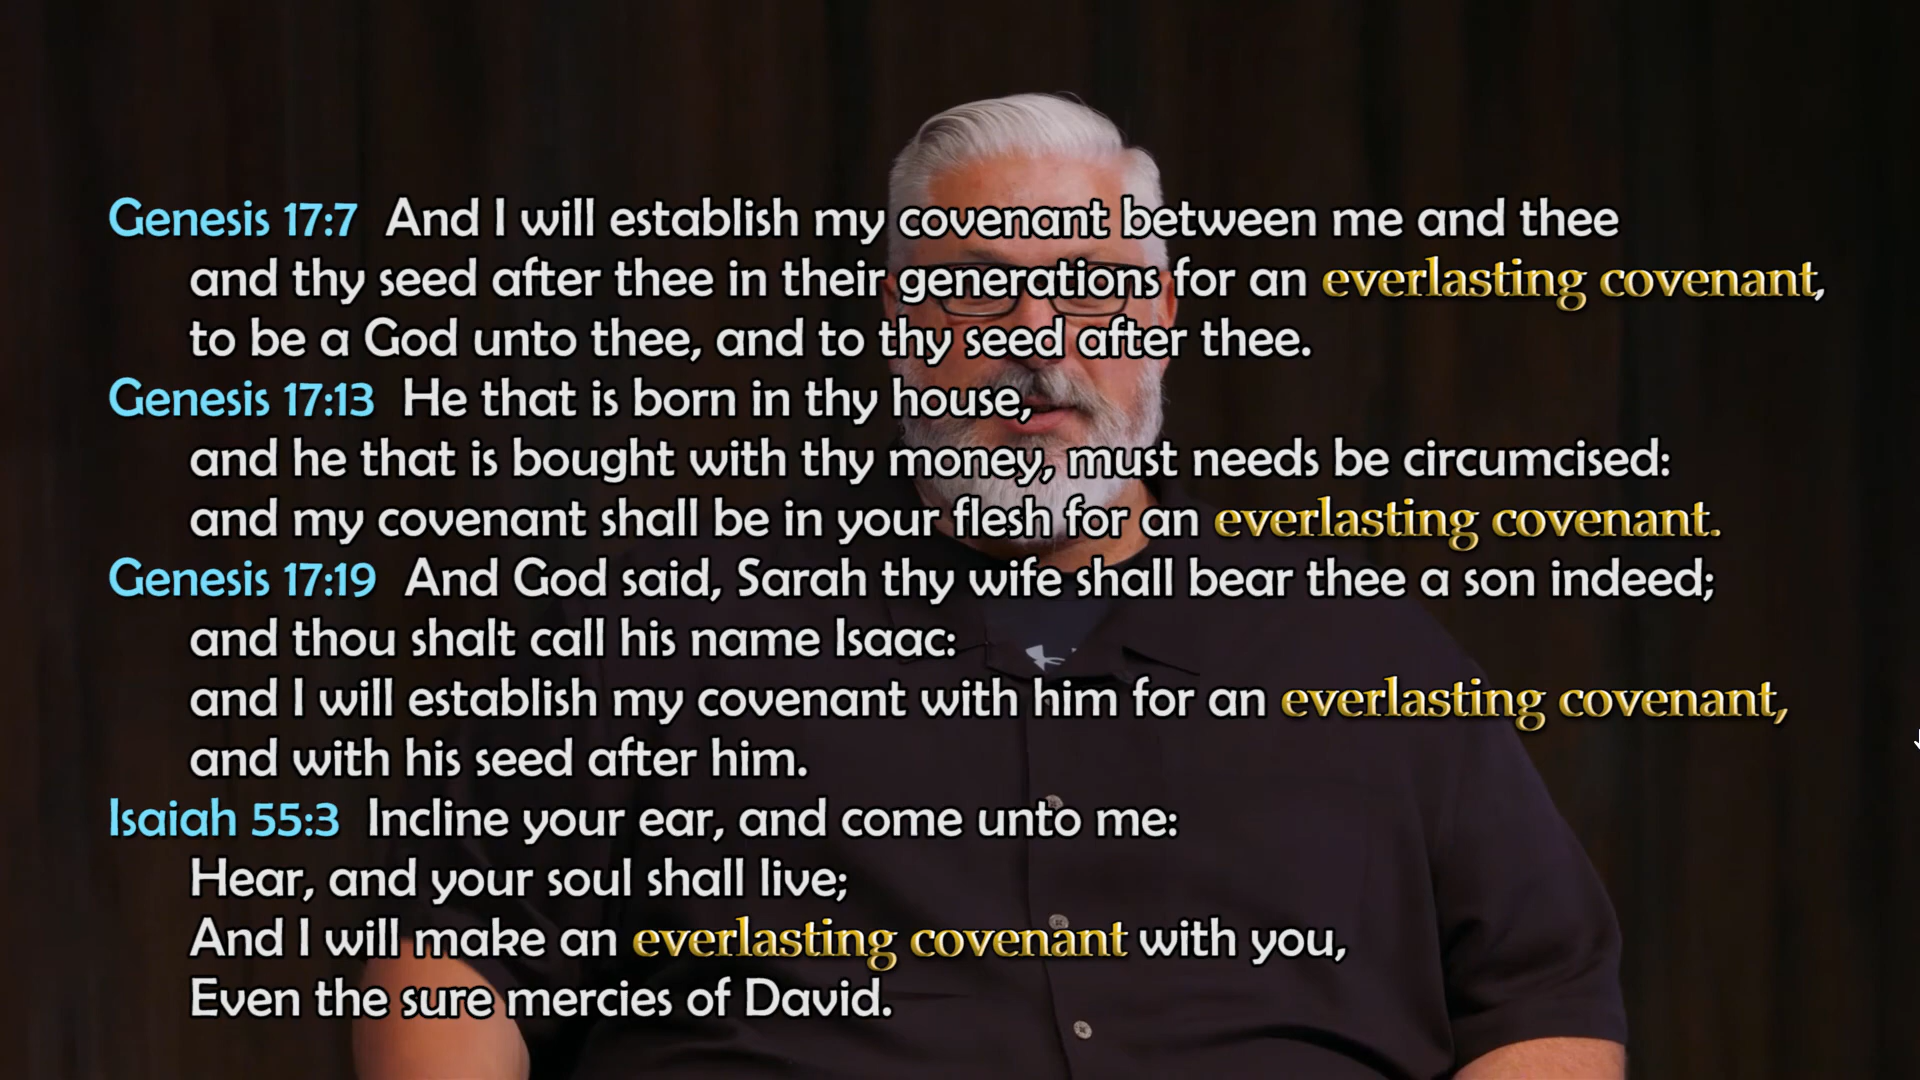 Genesis 17:7 And I will establish my covenant between me and thee
and thy seed after thee in their generations for an everlasting covenant,
to be a God unto thee, and to thy seed after thee.
Genesis 17:13 He that is born in thy house,
and he that is bought with thy money, must needs be circumcised:
and my covenant shall be in your flesh for an everlasting covenant.
Genesis 17:19 And God said, Sarah thy wife shall bear thee a son indeed;
and thou shalt call his name Isaac:
and I will establish my covenant with him for an everlasting covenant,
and with his seed after him.
Isaiah 55:3 Incline your ear, and come unto me:
Hear, and your soul shall live;
And I will make an everlasting covenant with you,
Even the sure mercies of David.